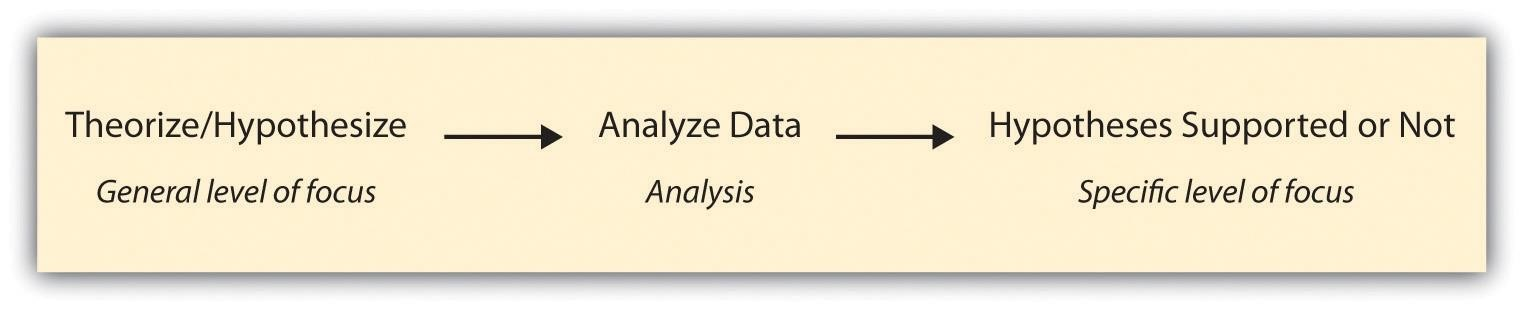 Theorize/Hypothesize
General level of focus
Analyze Data
Analysis
Hypotheses Supported or Not
Specific level of focus